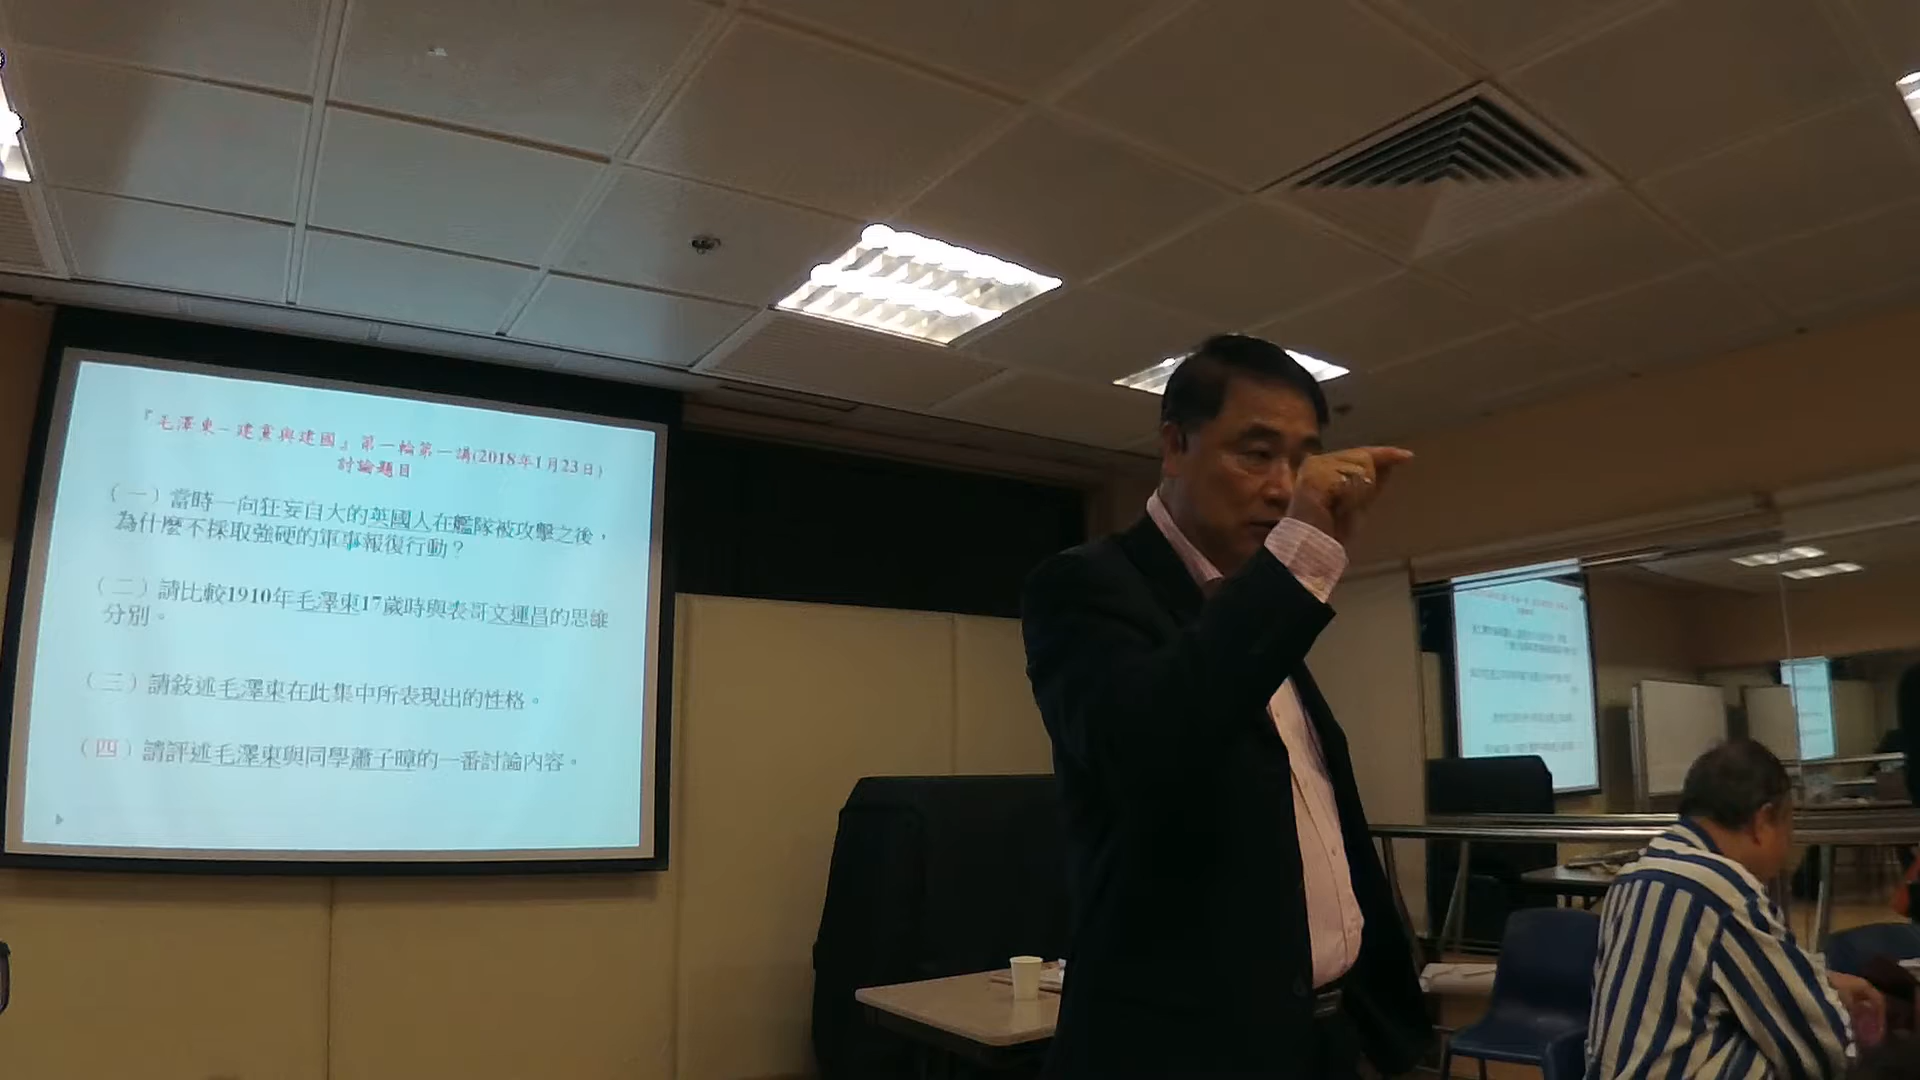 『毛澤東－建黨與建國』第一輪第一講(2018年1月23日)
討論題目
（一）當時一向狂妄自大的英國人在艦隊被攻擊之後，
為什麼不採取強硬的軍事報復行動？
（二）請比較1910年毛澤東17歲時與表哥文運昌的思維
分別。
（三）請敍述毛澤東在此集中所表現出的性格。
（四）請評述毛澤東與同學蕭子暲的一番討論內容。